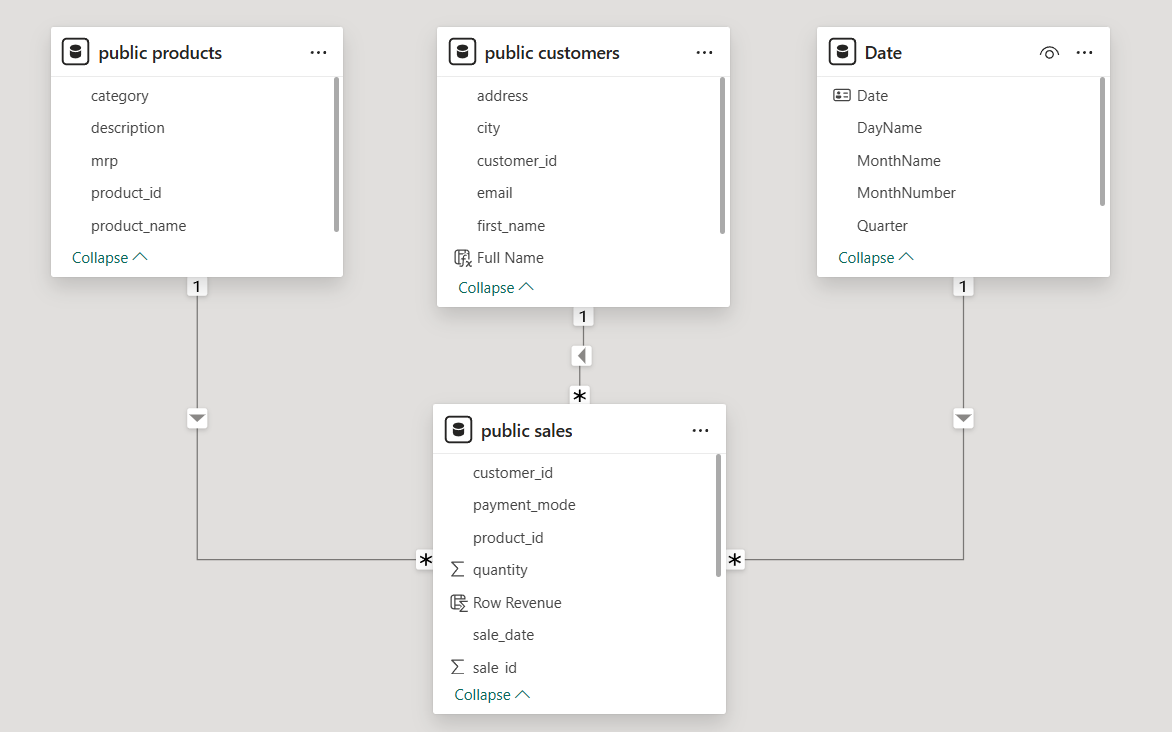 public products
category
description
mrp
product_id
product_name
Collapse
public customers
address
city
customer_id
email
first_name
Full Name
Collapse
Date
Date
DayName
MonthName
MonthNumber
Quarter
Collapse
1
1
1
*
public sales
customer_id
payment_mode
product_id
quantity
Row Revenue
sale_date
sale_id
Collapse
*
*